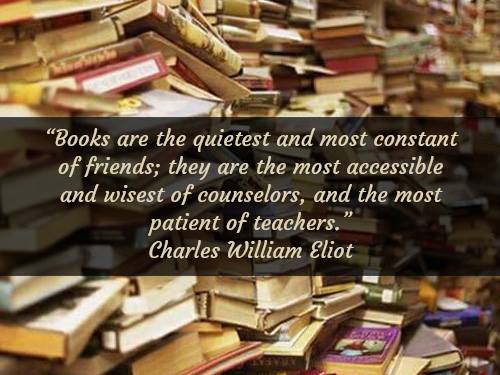 “Books are the quietest and most constant
of friends; they are the most accessible
and wisest of counselors, and the most
patient of teachers.”
Charles William Eliot